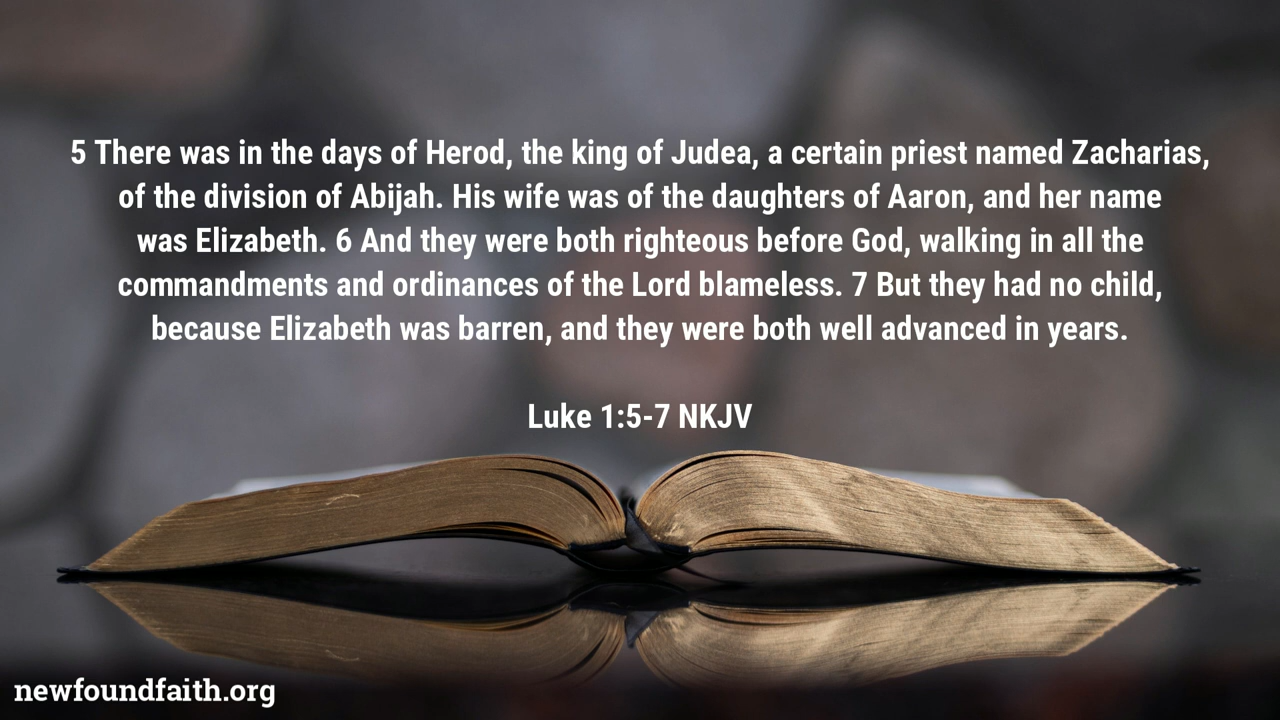 5 There was in the days of Herod, the king of Judea, a certain priest named Zacharias,
of the division of Abijah. His wife was of the daughters of Aaron, and her name
was Elizabeth. 6 And they were both righteous before God, walking in all the
commandments and ordinances of the Lord blameless. 7 But they had no child,
because Elizabeth was barren, and they were both well advanced in years.
Luke 1:5-7 NKJV
newfoundfaith.org